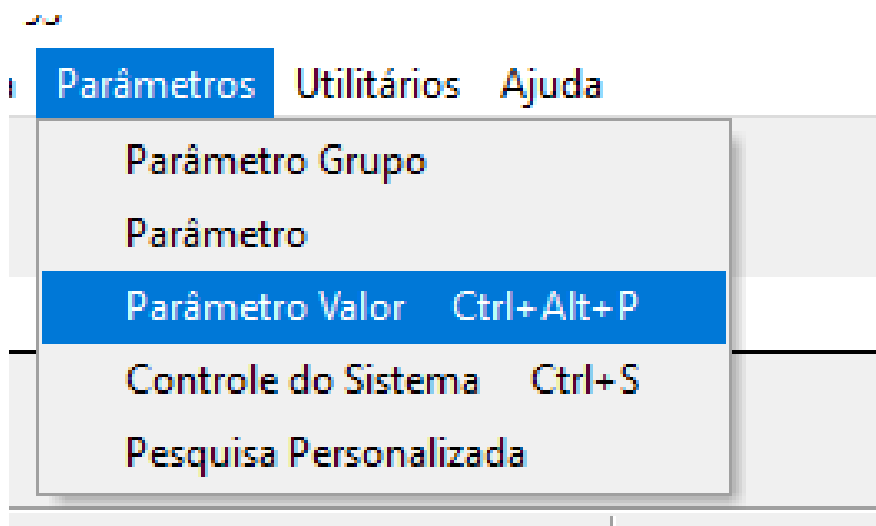 Parâmetros Utilitários Ajuda
Parâmetro Grupo
Parâmetro
Parâmetro Valor Ctrl+Alt+P
Controle do Sistema Ctrl+S
Pesquisa Personalizada